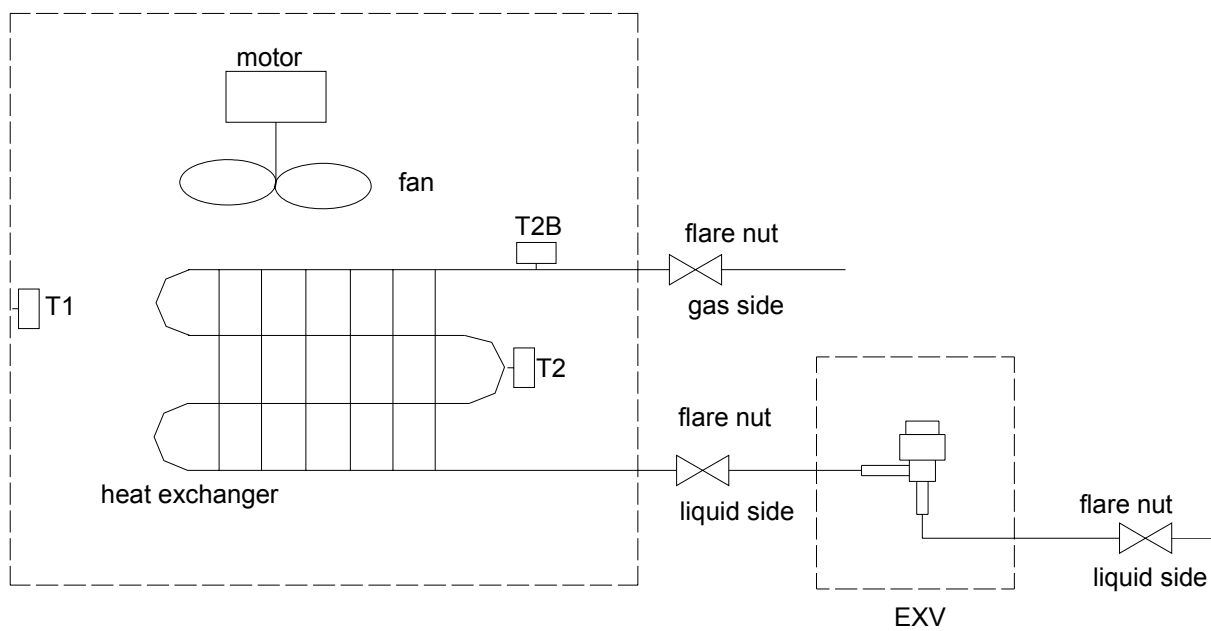 motor
fan
T2B
flare nut
gas side
T1
T2
flare nut
liquid side
heat exchanger
flare nut
liquid side
EXV